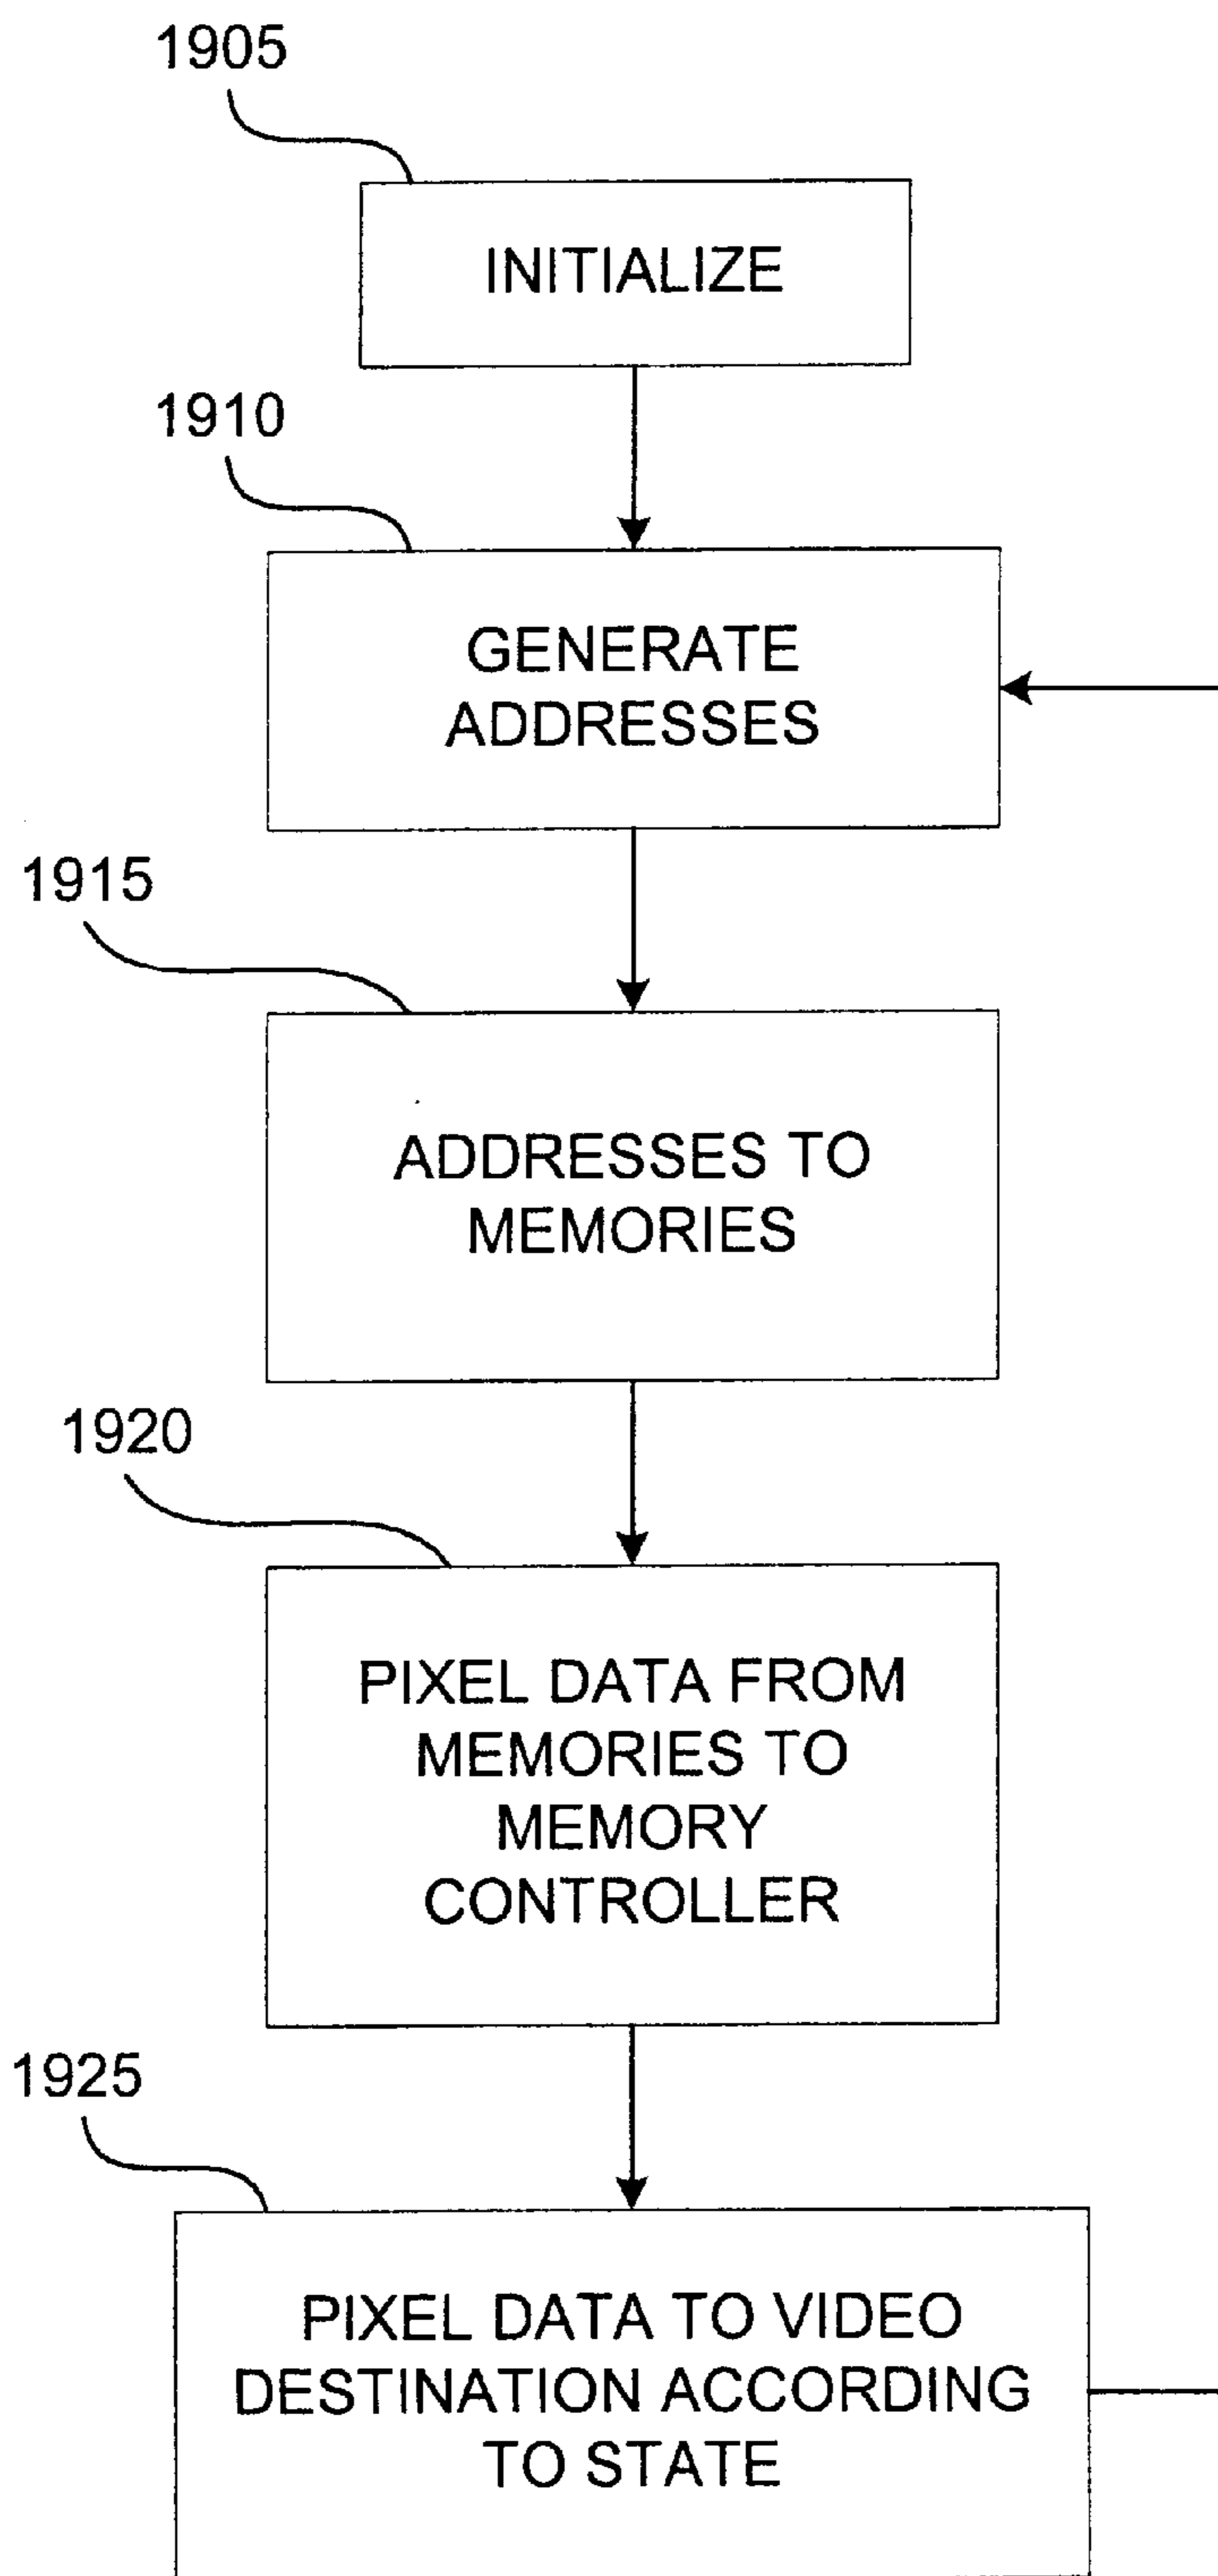 1905
INITIALIZE
1910
GENERATE
ADDRESSES
1915
ADDRESSES TO
MEMORIES
1920
PIXEL DATA FROM
MEMORIES TO
MEMORY
CONTROLLER
1925
PIXEL DATA TO VIDEO
DESTINATION ACCORDING
TO STATE